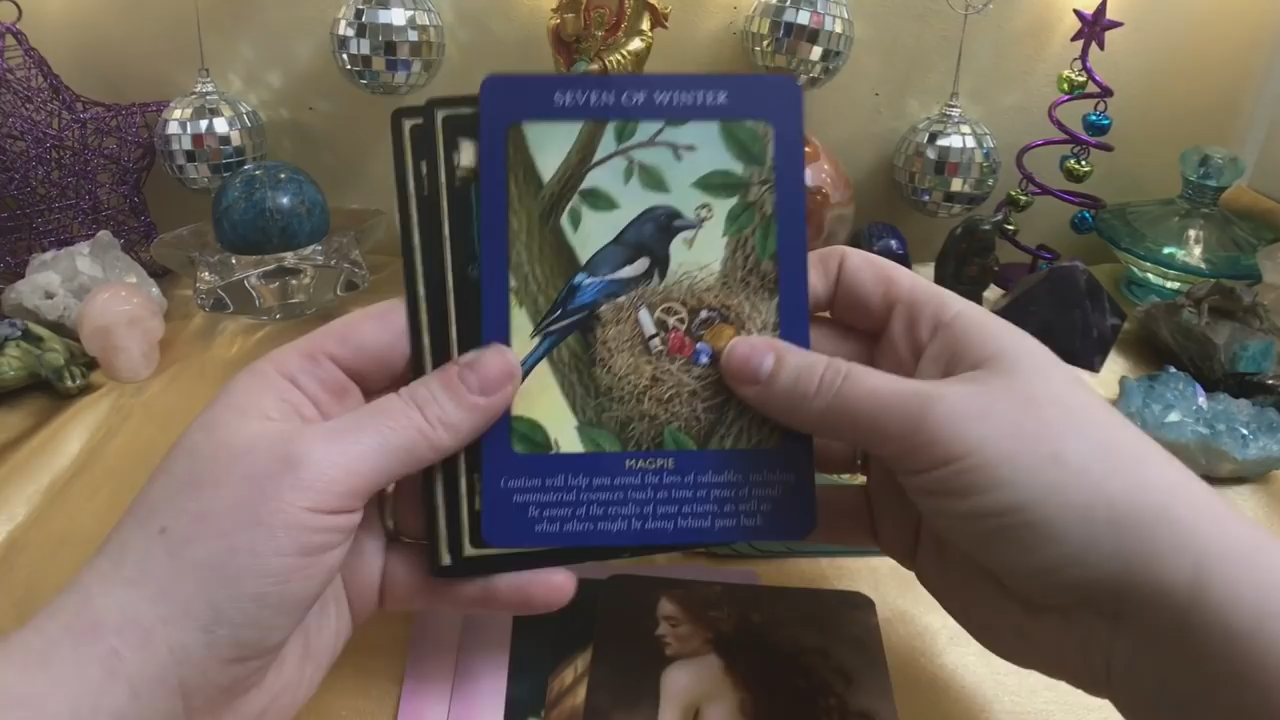 SEVEN OF WINTER
MAGPIE
Caution will help you avoid the loss of valuables, including
nonmaterial resources (such as time or peace of mind).
Be aware of the results of your actions, as well as
what others might be doing behind your back.